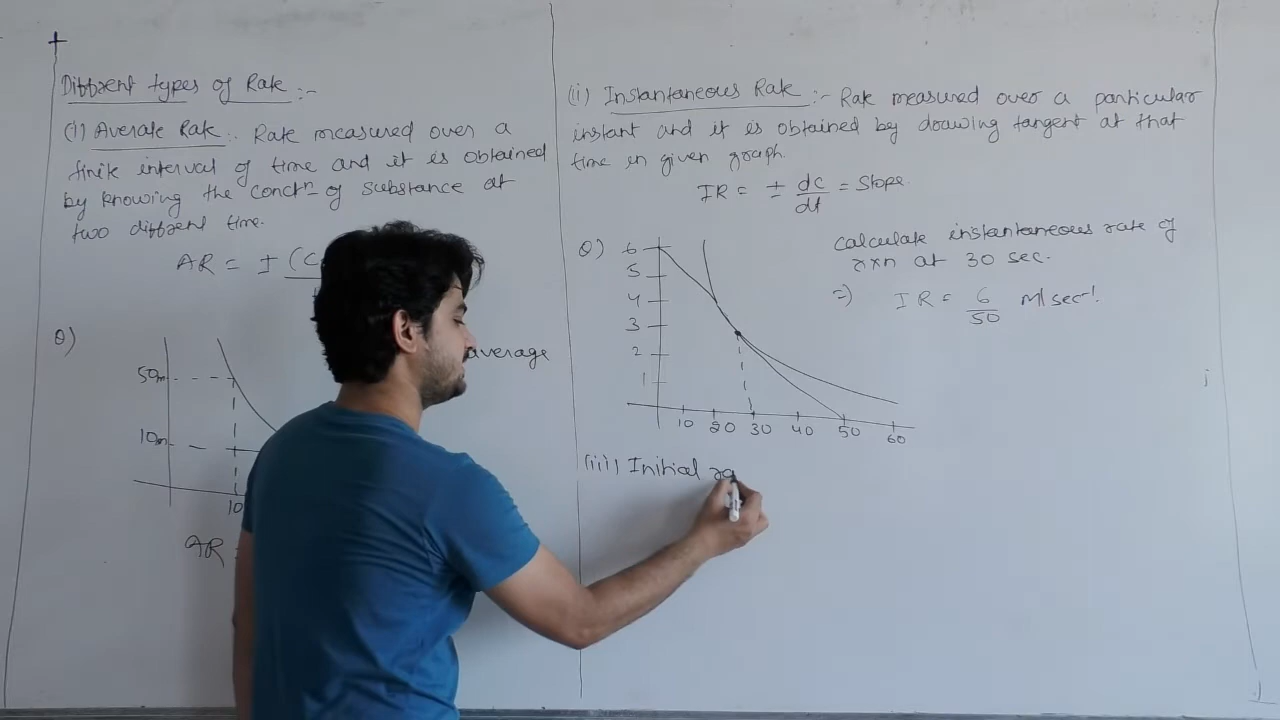 Different types of Rate :-
(i) Average Rate :. Rate measured over a
finite interval of time and it is obtained
by knowing the conctⁿ of substance at
two different time.
AR = ± (C
Q)
average
50m
10m
10
AR
(ii) Instantaneous Rate :- Rate measured over a particular
instant and it is obtained by drawing tangent at that
time in given graph.
IR = ± dc/dt = Slope
Q)
calculate instantaneous rate of
rxn at 30 sec.
=) IR = 6/50 M/sec⁻¹.
6
5
4
3
2
1
10 20 30 40 50 60
(iii) Initial ra